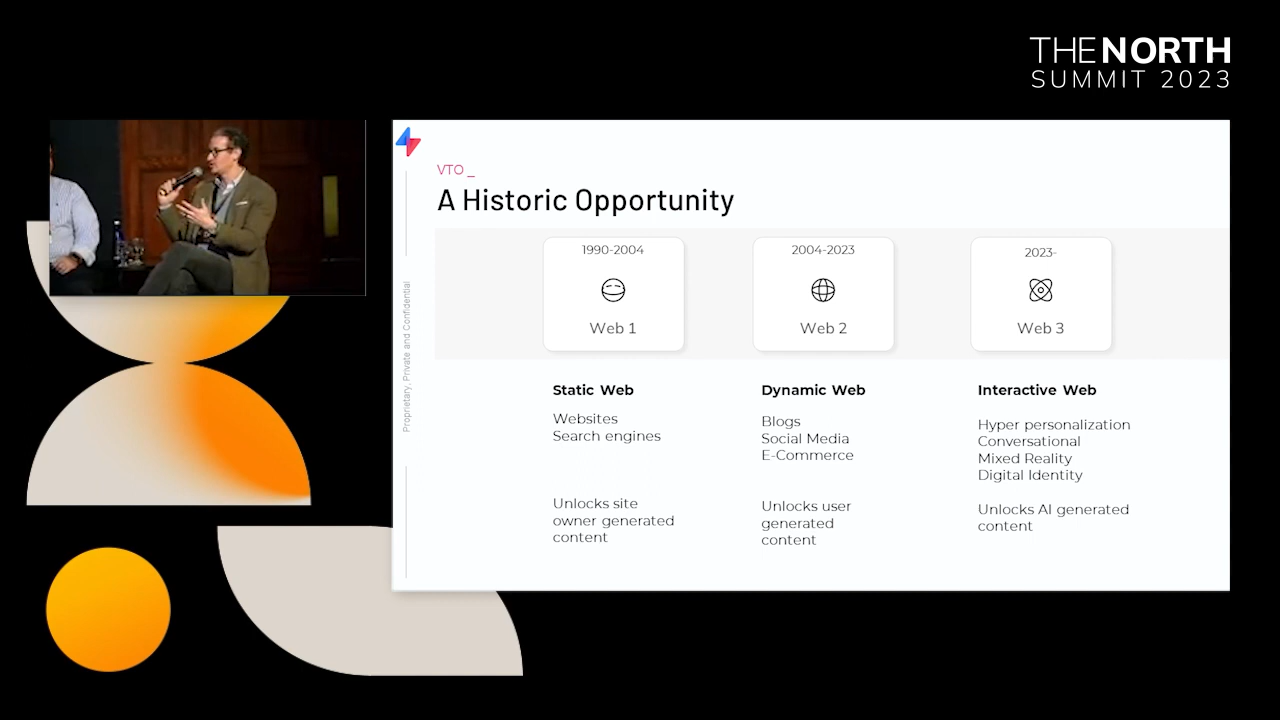 THE NORTH
SUMMIT 2023
VTO _
A Historic Opportunity
Proprietary, Private and Confidential
1990-2004
Web 1
2004-2023
Web 2
2023-
Web 3
Static Web
Websites
Search engines
Unlocks site
owner generated
content
Dynamic Web
Blogs
Social Media
E-Commerce
Unlocks user
generated
content
Interactive Web
Hyper personalization
Conversational
Mixed Reality
Digital Identity
Unlocks AI generated
content